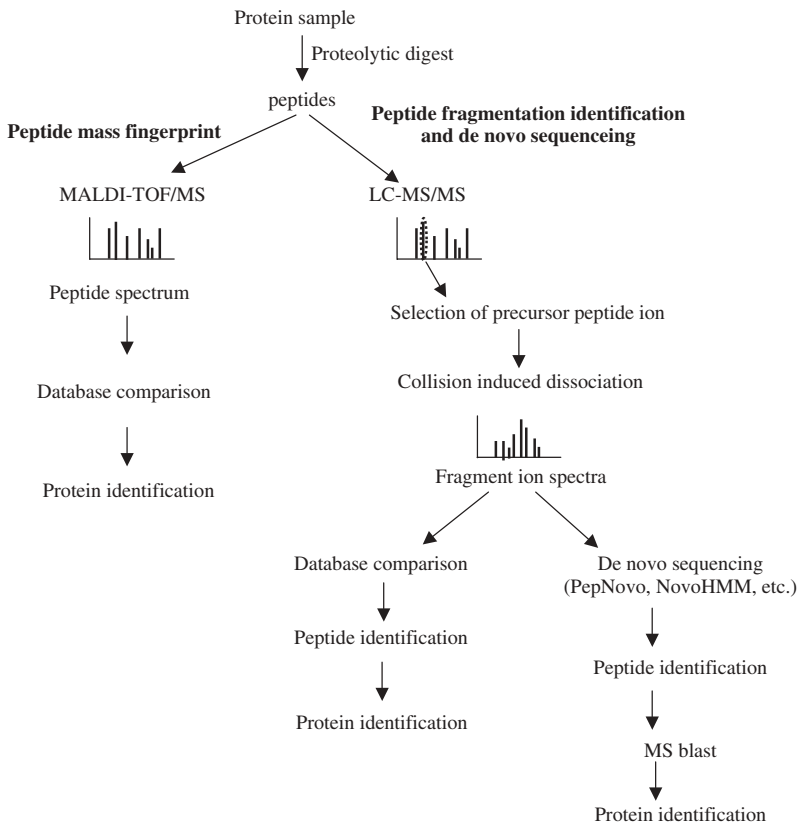 Protein sample
Proteolytic digest
peptides
Peptide mass fingerprint
Peptide fragmentation identification
and de novo sequenceing
MALDI-TOF/MS
LC-MS/MS
Peptide spectrum
Selection of precursor peptide ion
Database comparison
Collision induced dissociation
Protein identification
Fragment ion spectra
Database comparison
De novo sequencing
(PepNovo, NovoHMM, etc.)
Peptide identification
Peptide identification
Protein identification
MS blast
Protein identification